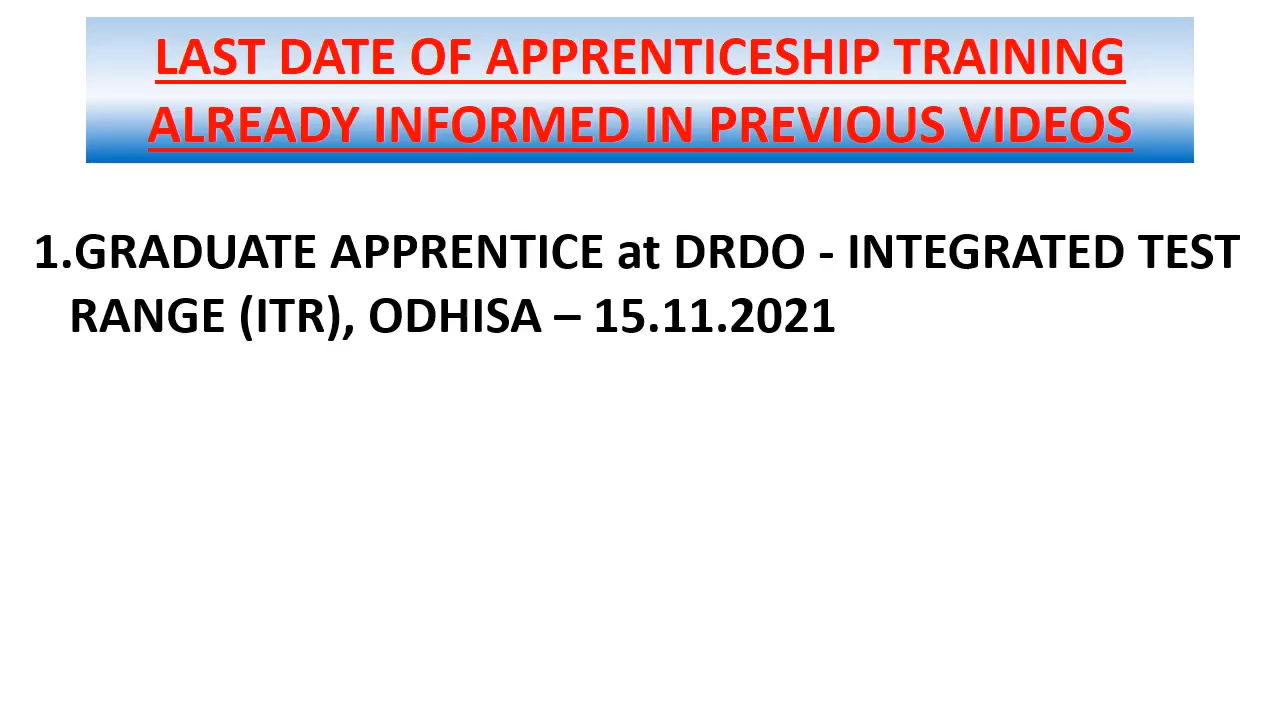 LAST DATE OF APPRENTICESHIP TRAINING
ALREADY INFORMED IN PREVIOUS VIDEOS
1.GRADUATE APPRENTICE at DRDO - INTEGRATED TEST
RANGE (ITR), ODHISA – 15.11.2021